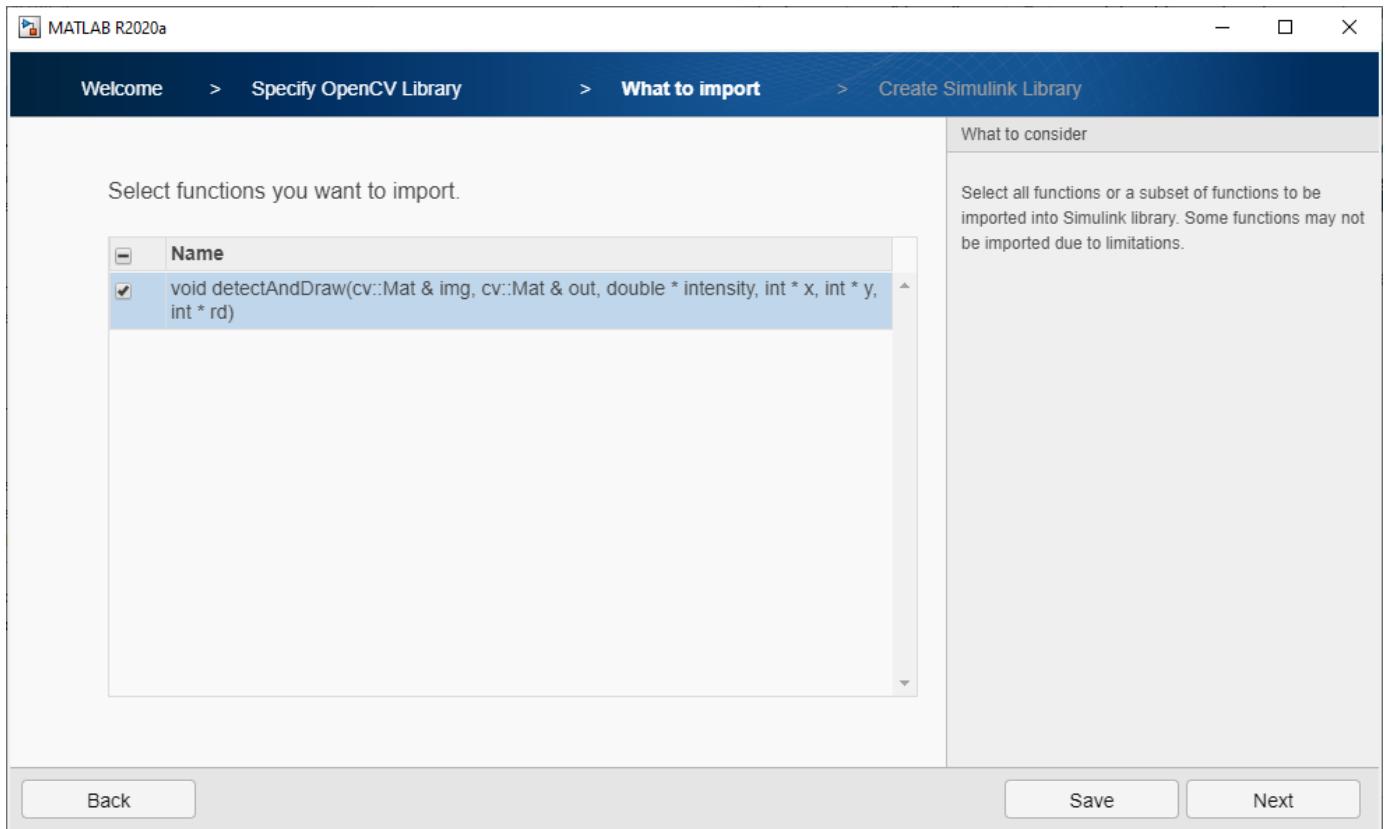 MATLAB R2020a
Welcome > Specify OpenCV Library > What to import > Create Simulink Library
Select functions you want to import.
Name
void detectAndDraw(cv::Mat & img, cv::Mat & out, double * intensity, int * x, int * y,
int * rd)
What to consider
Select all functions or a subset of functions to be
imported into Simulink library. Some functions may not
be imported due to limitations.
Back
Save
Next